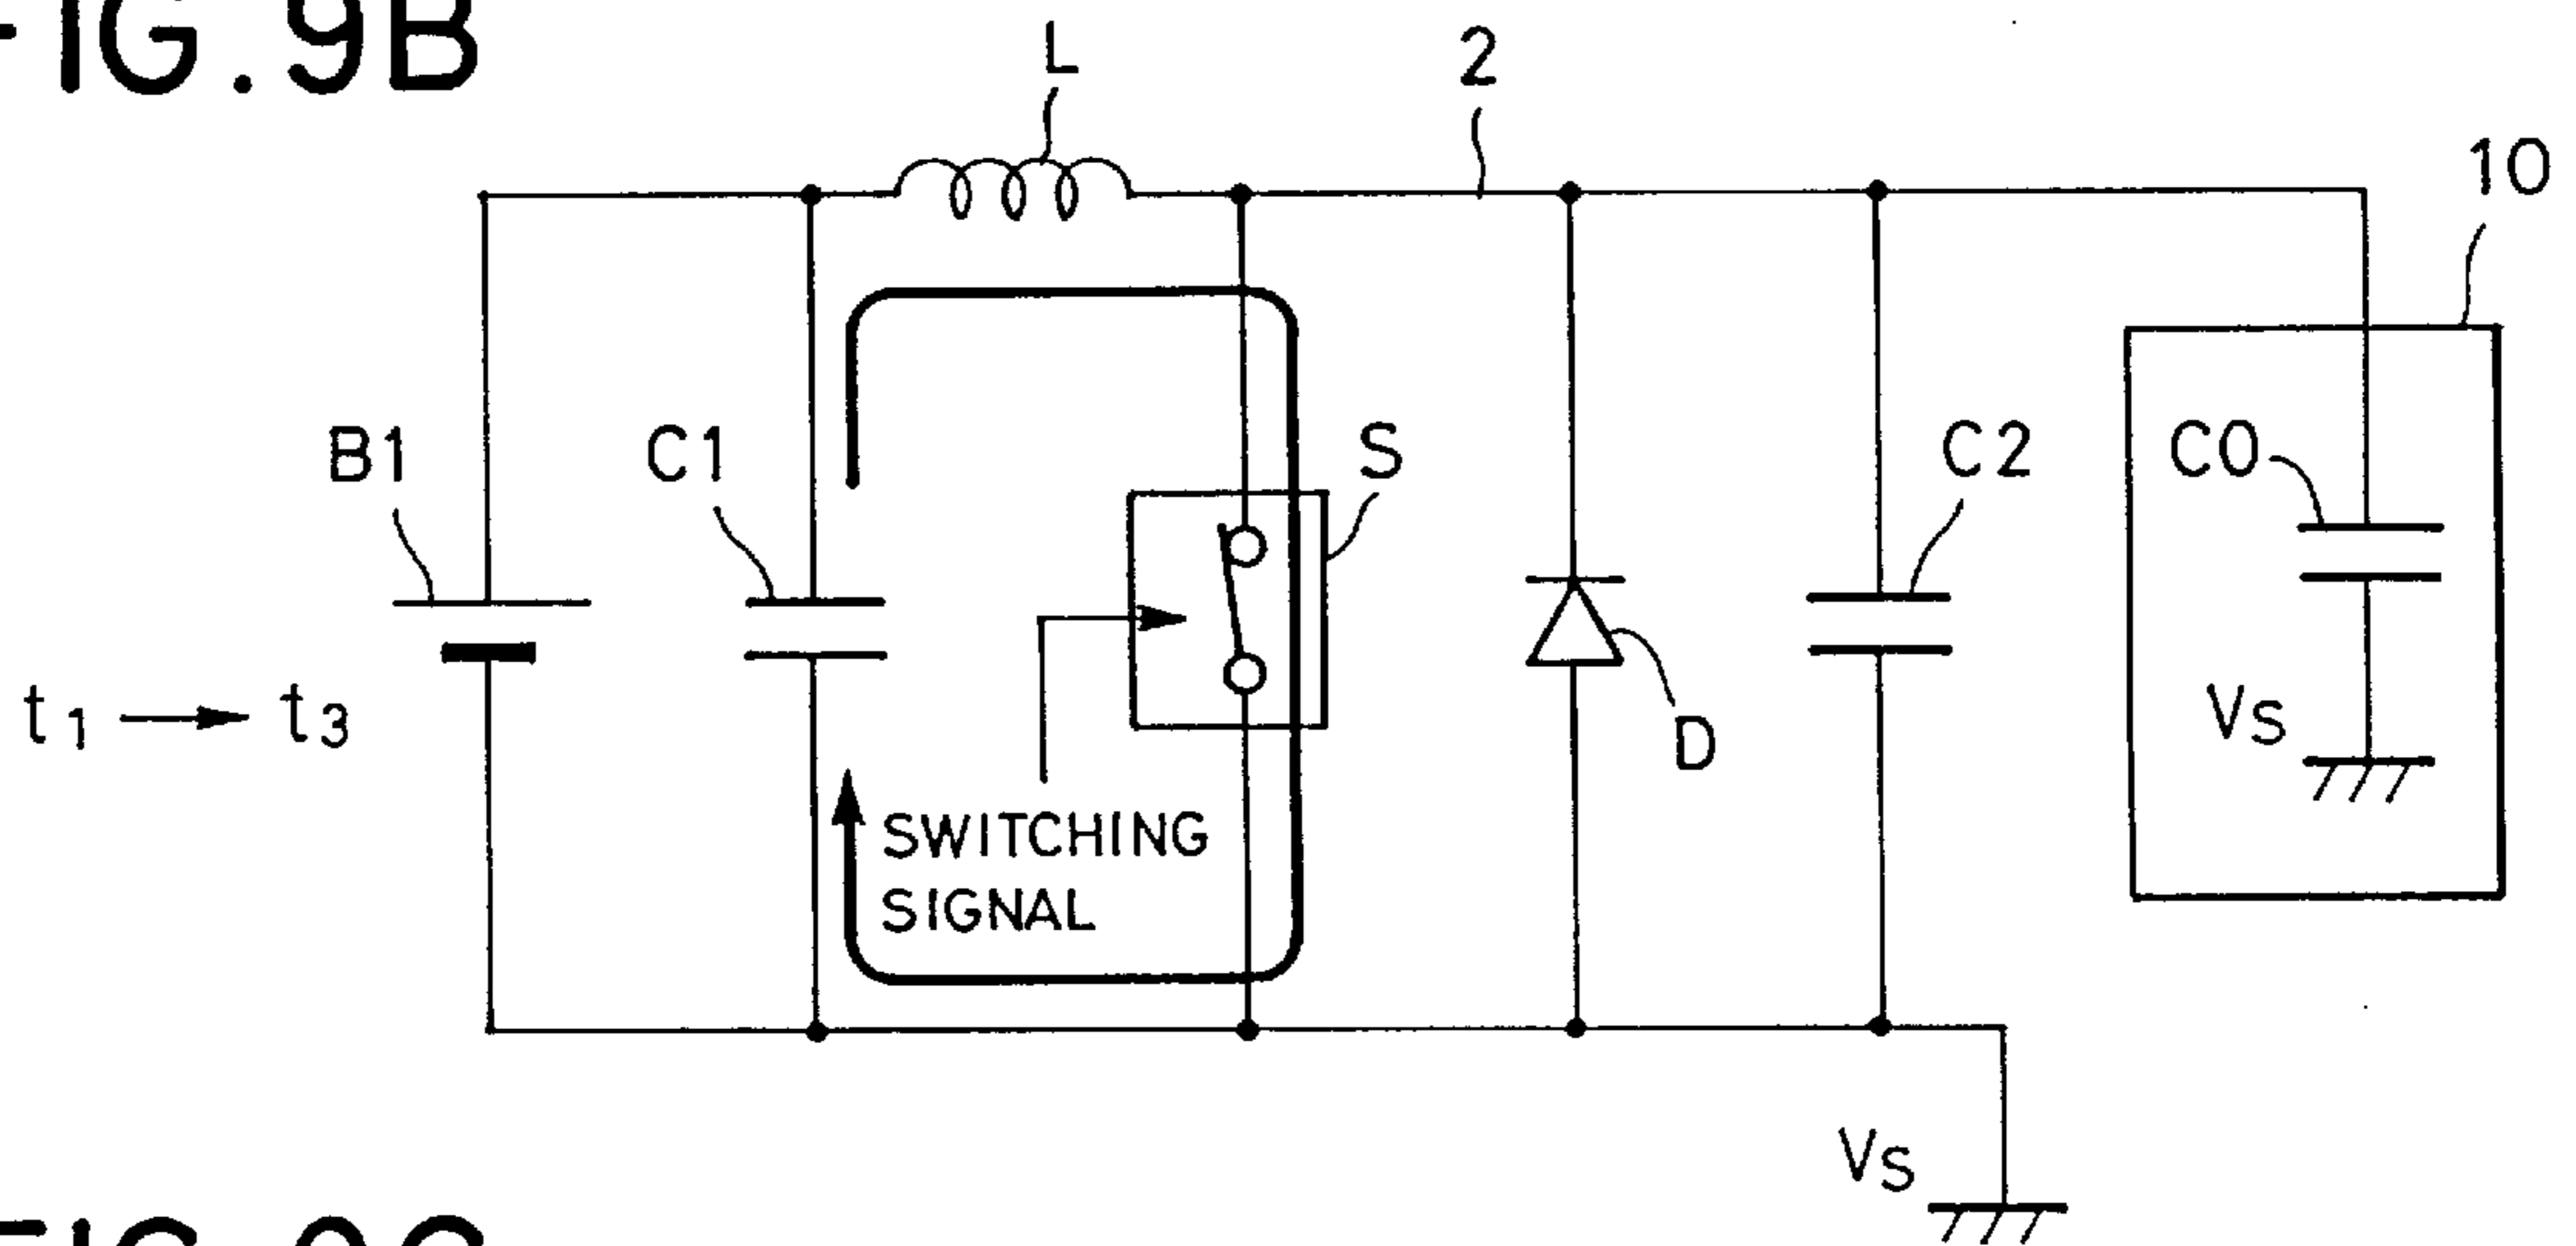 FIG.9B
L
2
10
B1
C1
S
C2
C0
t1 → t3
D
VS
SWITCHING
SIGNAL
VS